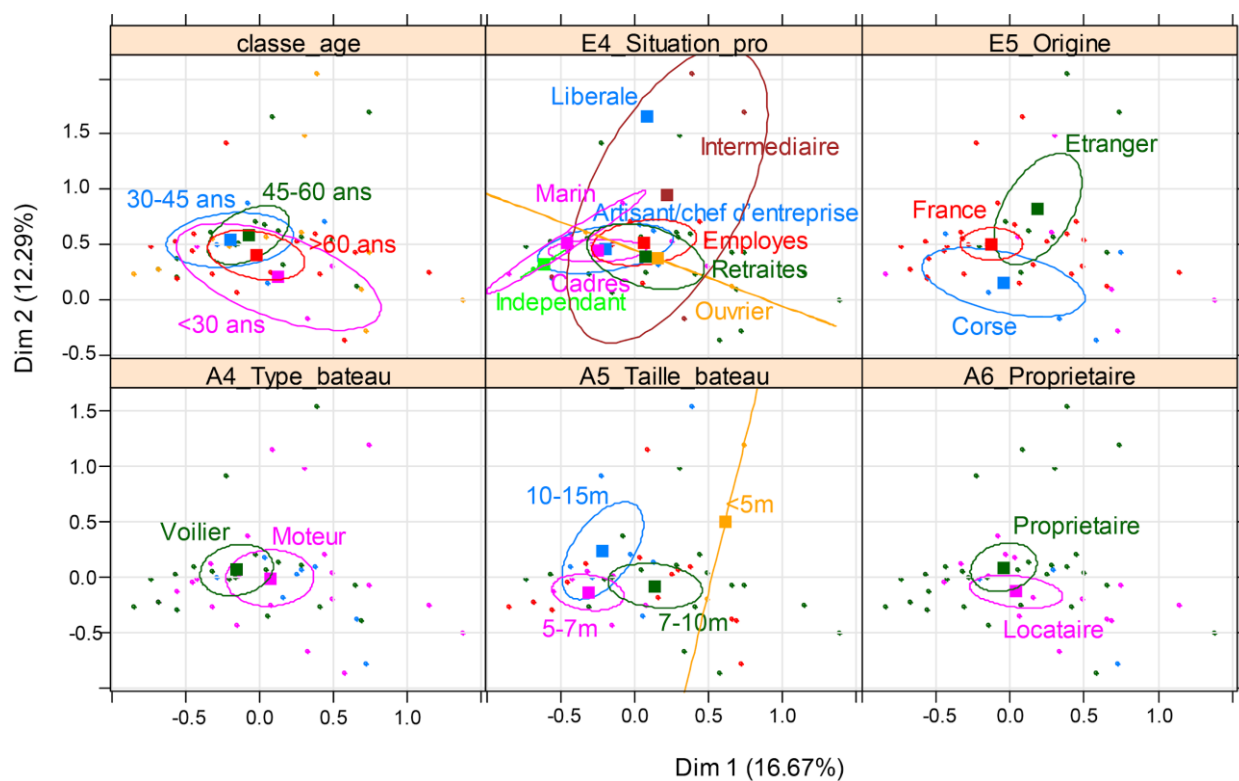 classe_age
E4_Situation_pro
E5_Origine
Dim 2 (12.29%)
1.5
1.0
0.5
0.0
-0.5
30-45 ans
45-60 ans
>60 ans
<30 ans
Liberale
Intermediaire
Marin
Artisant/chef d'entreprise
Employes
Cadres
Retraites
Independant
Ouvrier
Etranger
France
Corse
A4_Type_bateau
A5_Taille_bateau
A6_Proprietaire
1.5
1.0
0.5
0.0
-0.5
Voilier
Moteur
10-15m
<5m
5-7m
7-10m
Proprietaire
Locataire
-0.5 0.0 0.5 1.0
-0.5 0.0 0.5 1.0
-0.5 0.0 0.5 1.0
Dim 1 (16.67%)